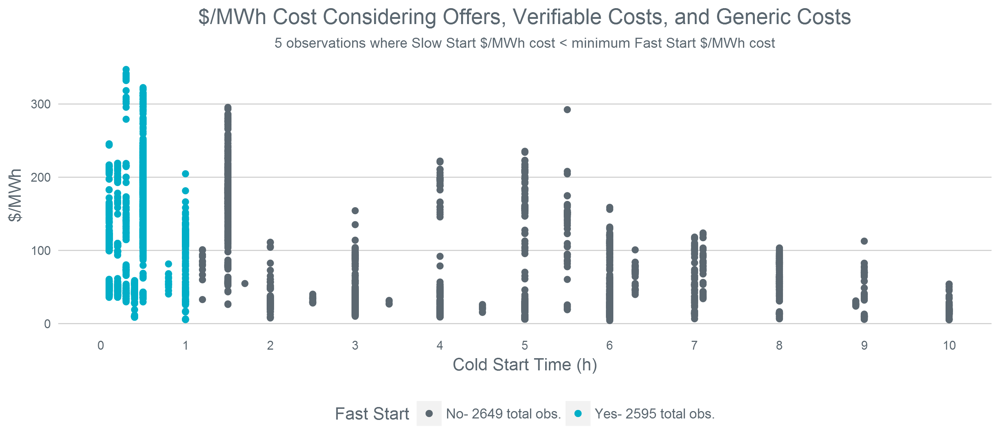 $/MWh Cost Considering Offers, Verifiable Costs, and Generic Costs
5 observations where Slow Start $/MWh cost < minimum Fast Start $/MWh cost
$/MWh
300
200
100
0
0 1 2 3 4 5 6 7 8 9 10
Cold Start Time (h)
Fast Start No- 2649 total obs. Yes- 2595 total obs.